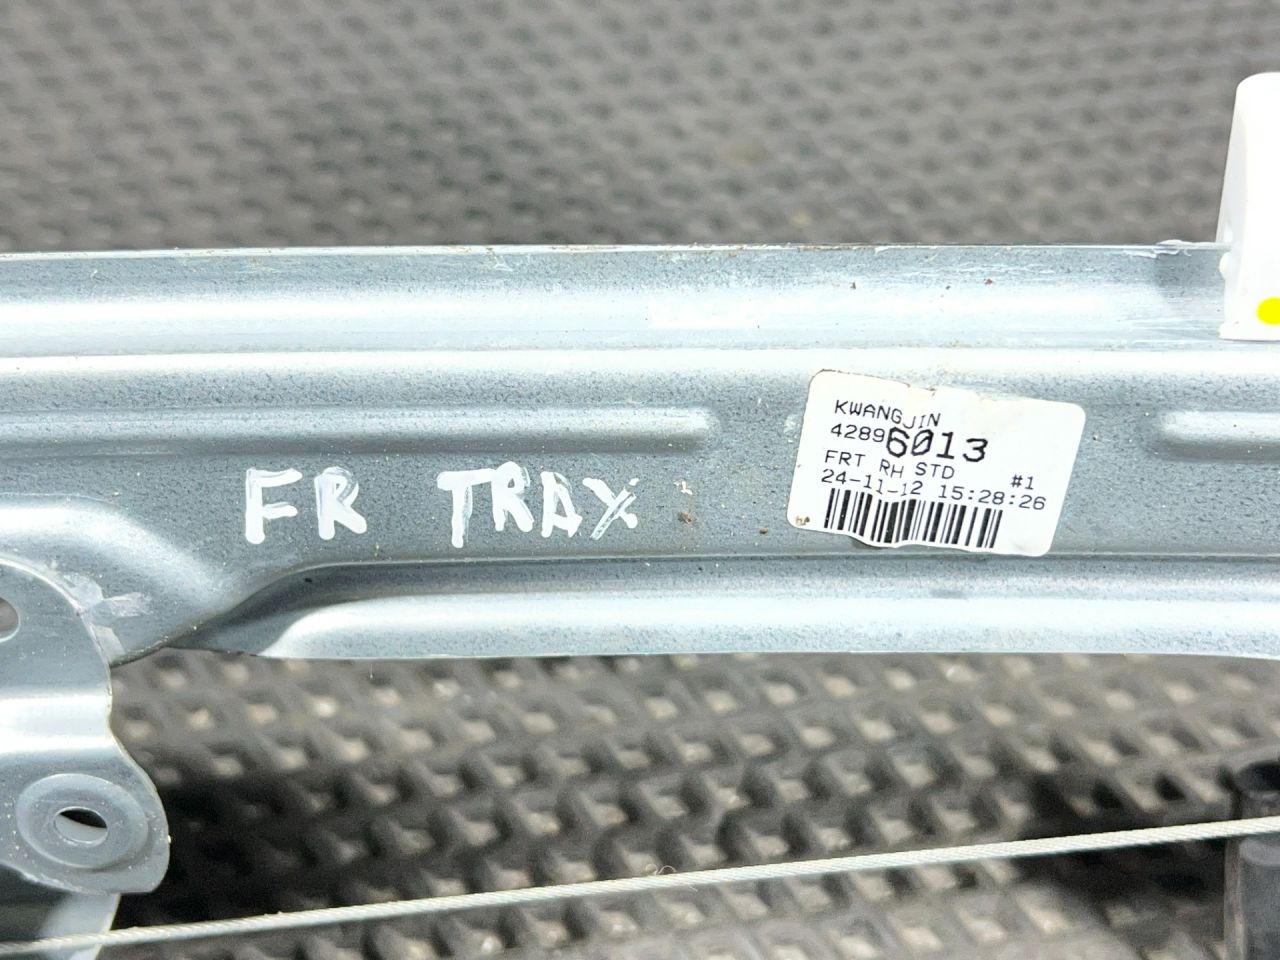 FR TRAX
KWANGJIN
42896013
FRT RH STD #1
24-11-12 15:28:26